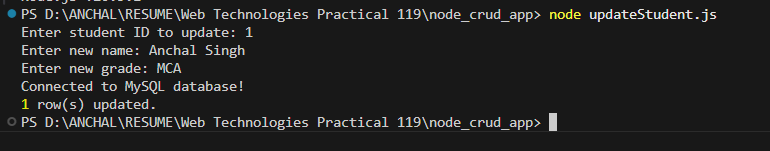 PS D:\ANCHAL\RESUME\Web Technologies Practical 119\node_crud_app> node updateStudent.js
Enter student ID to update: 1
Enter new name: Anchal Singh
Enter new grade: MCA
Connected to MySQL database!
1 row(s) updated.
PS D:\ANCHAL\RESUME\Web Technologies Practical 119\node_crud_app>